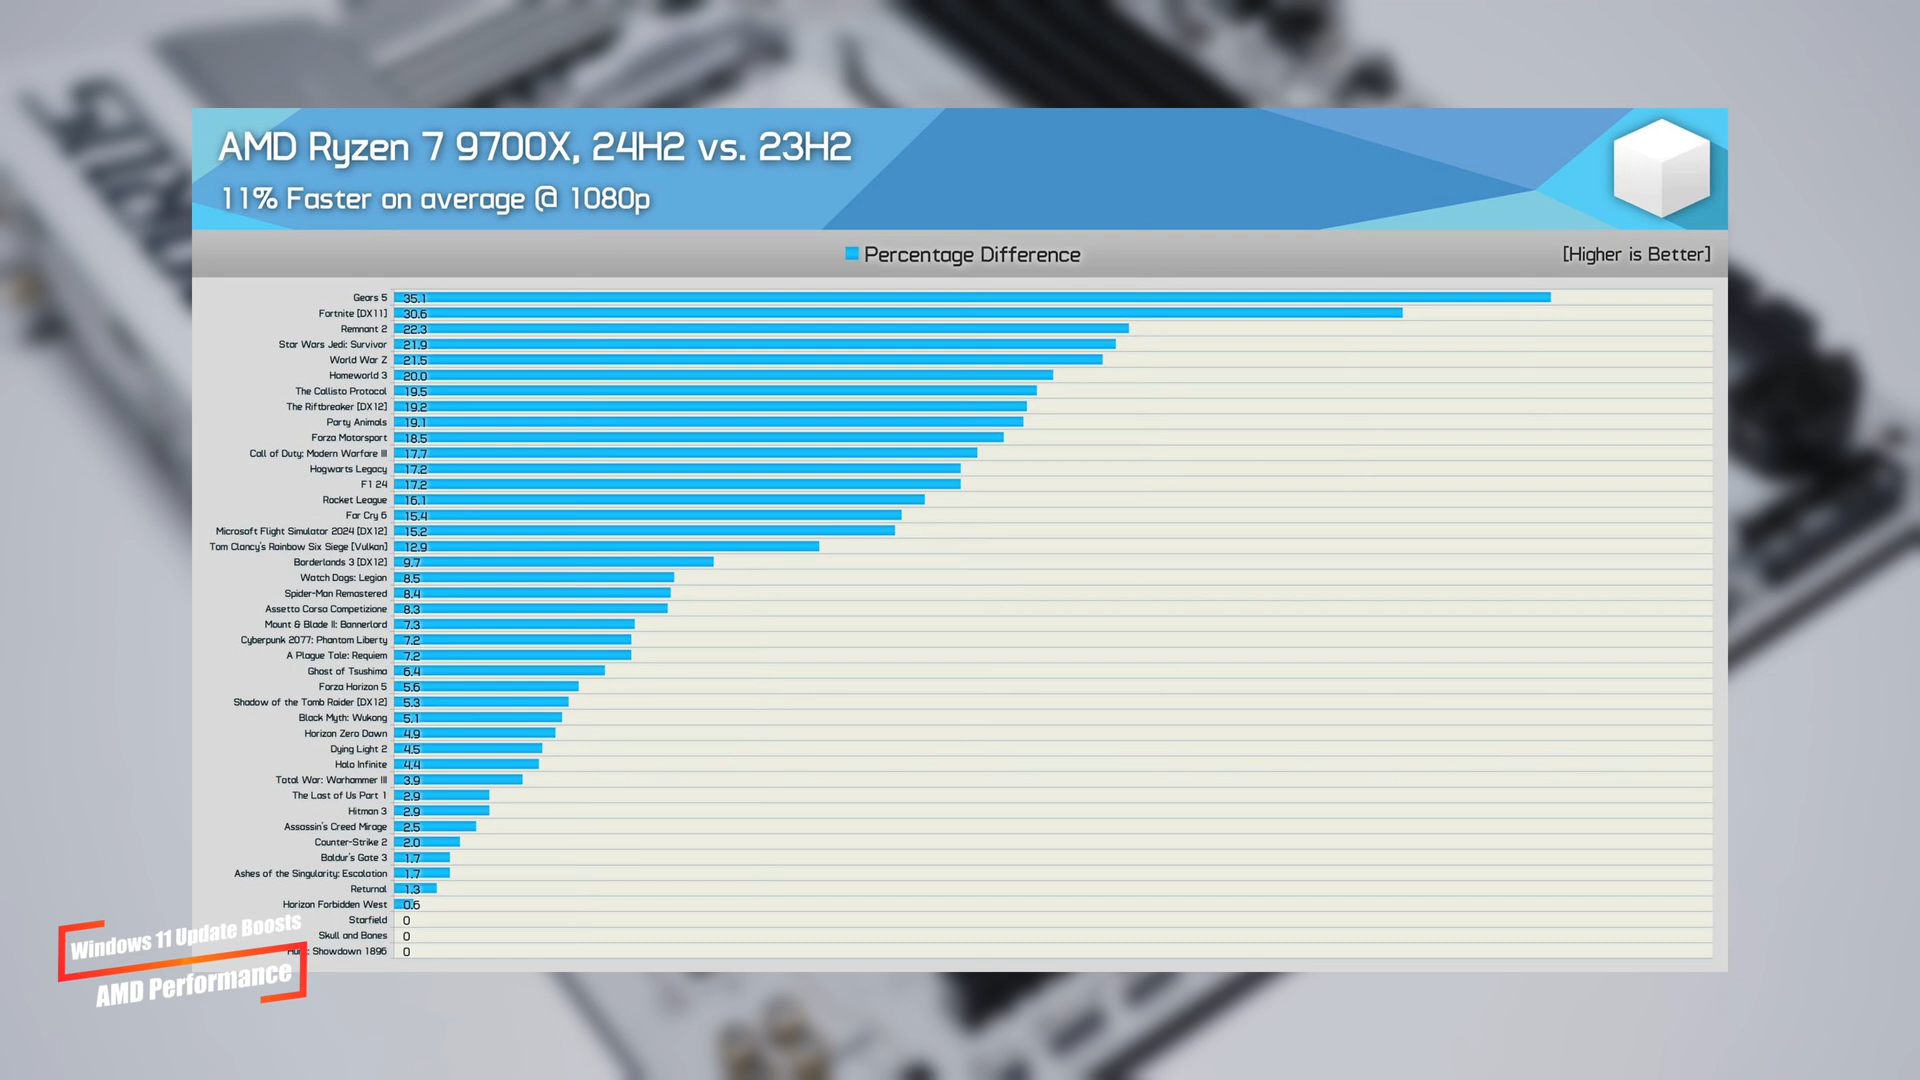 AMD Ryzen 7 9700X, 24H2 vs. 23H2
11% Faster on average @ 1080p
Percentage Difference
[Higher is Better]
Gears 5 35.1
Fortnite [DX11] 30.6
Remnant 2 22.3
Star Wars Jedi: Survivor 21.9
World War Z 21.5
Homeworld 3 20.0
The Callisto Protocol 19.5
The Riftbreaker [DX12] 19.2
Party Animals 19.1
Forza Motorsport 18.5
Call of Duty: Modern Warfare III 17.7
Hogwarts Legacy 17.2
F1 24 17.2
Rocket League 16.1
Far Cry 6 15.4
Microsoft Flight Simulator 2024 [DX12] 15.2
Tom Clancy's Rainbow Six Siege [Vulkan] 12.9
Borderlands 3 [DX12] 9.7
Watch Dogs: Legion 8.5
Spider-Man Remastered 8.4
Assetto Corsa Competizione 8.3
Mount & Blade II: Bannerlord 7.3
Cyberpunk 2077: Phantom Liberty 7.2
A Plague Tale: Requiem 7.2
Ghost of Tsushima 6.4
Forza Horizon 5 5.6
Shadow of the Tomb Raider [DX12] 5.3
Black Myth: Wukong 5.1
Horizon Zero Dawn 4.9
Dying Light 2 4.5
Halo Infinite 4.4
Total War: Warhammer III 3.9
The Last of Us Part 1 2.9
Hitman 3 2.9
Assassin's Creed Mirage 2.5
Counter-Strike 2 2.0
Baldur's Gate 3 1.7
Ashes of the Singularity: Escalation 1.7
Returnal 1.3
Horizon Forbidden West 0.6
Starfield 0
Skull and Bones 0
Showdown 1896 0
Windows 11 Update Boosts
AMD Performance